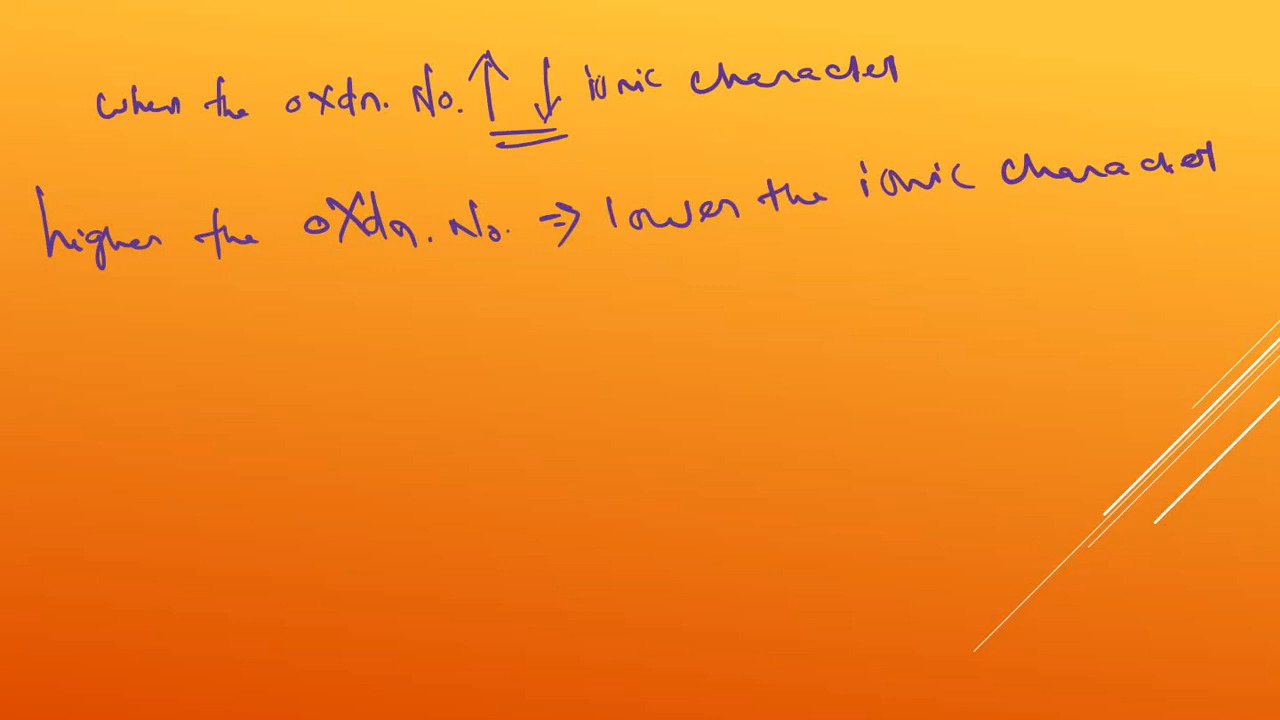 when the oxdn. No. ↑ ↓ ionic character
higher the oxdn. No. ⇒ lower the ionic character